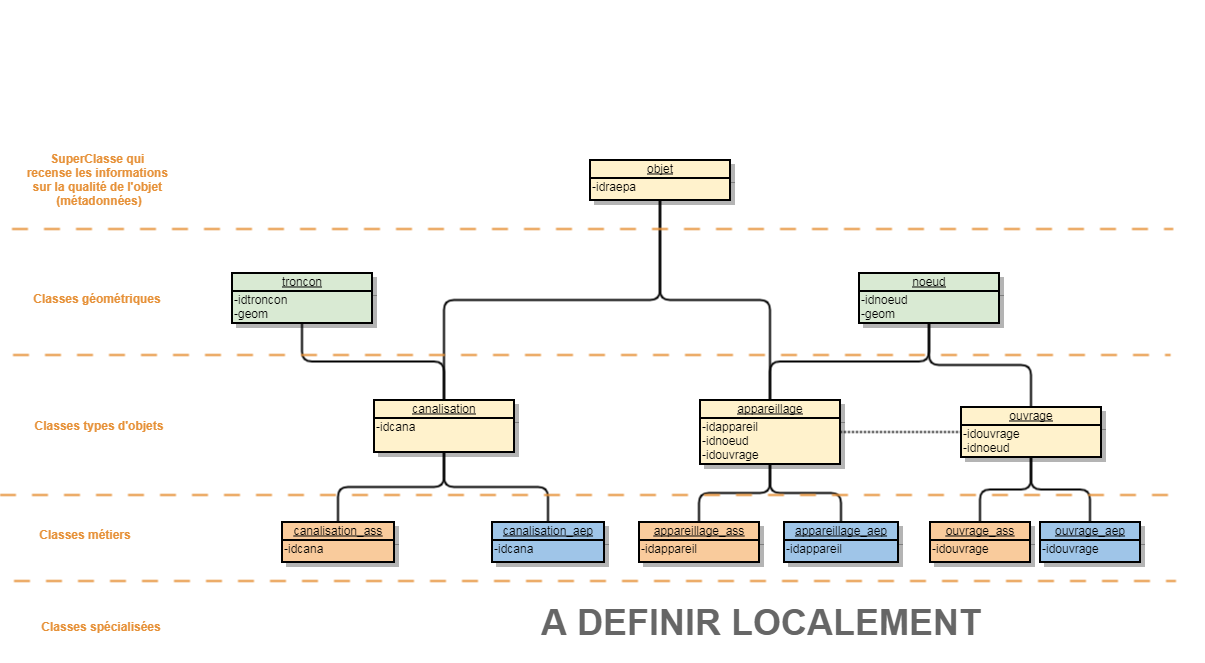 SuperClasse qui
recense les informations
sur la qualité de l'objet
(métadonnées)
objet
-idraepa
Classes géométriques
troncon
-idtroncon
-geom
noeud
-idnoeud
-geom
Classes types d'objets
canalisation
-idcana
appareillage
-idappareil
-idnoeud
-idouvrage
ouvrage
-idouvrage
-idnoeud
Classes métiers
canalisation_ass
-idcana
canalisation_aep
-idcana
appareillage_ass
-idappareil
appareillage_aep
-idappareil
ouvrage_ass
-idouvrage
ouvrage_aep
-idouvrage
Classes spécialisées
A DEFINIR LOCALEMENT